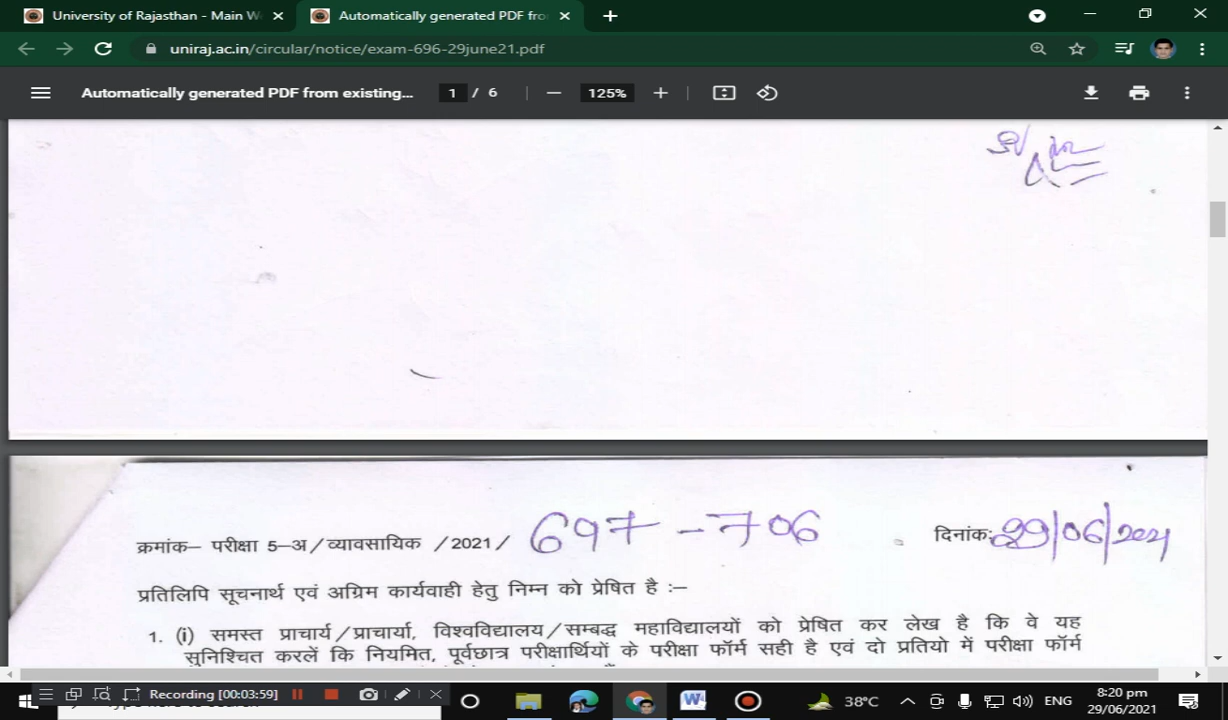 University of Rajasthan - Main W
Automatically generated PDF fro
uniraj.ac.in/circular/notice/exam-696-29june21.pdf
Automatically generated PDF from existing... 1 / 6 125%
क्रमांक– परीक्षा 5–अ/व्यावसायिक /2021/ 697-706 दिनांक: 29/06/2021
प्रतिलिपि सूचनार्थ एवं अग्रिम कार्यवाही हेतु निम्न को प्रेषित है :–
1. (i) समस्त प्राचार्य/प्राचार्या, विश्वविद्यालय/सम्बद्ध महाविद्यालयों को प्रेषित कर लेख है कि वे यह
सुनिश्चित करलें कि नियमित, पूर्वछात्र परीक्षार्थियों के परीक्षा फॉर्म सही है एवं दो प्रतियो में परीक्षा फॉर्म
Recording [00:03:59]
38°C ENG 8:20 pm
29/06/2021